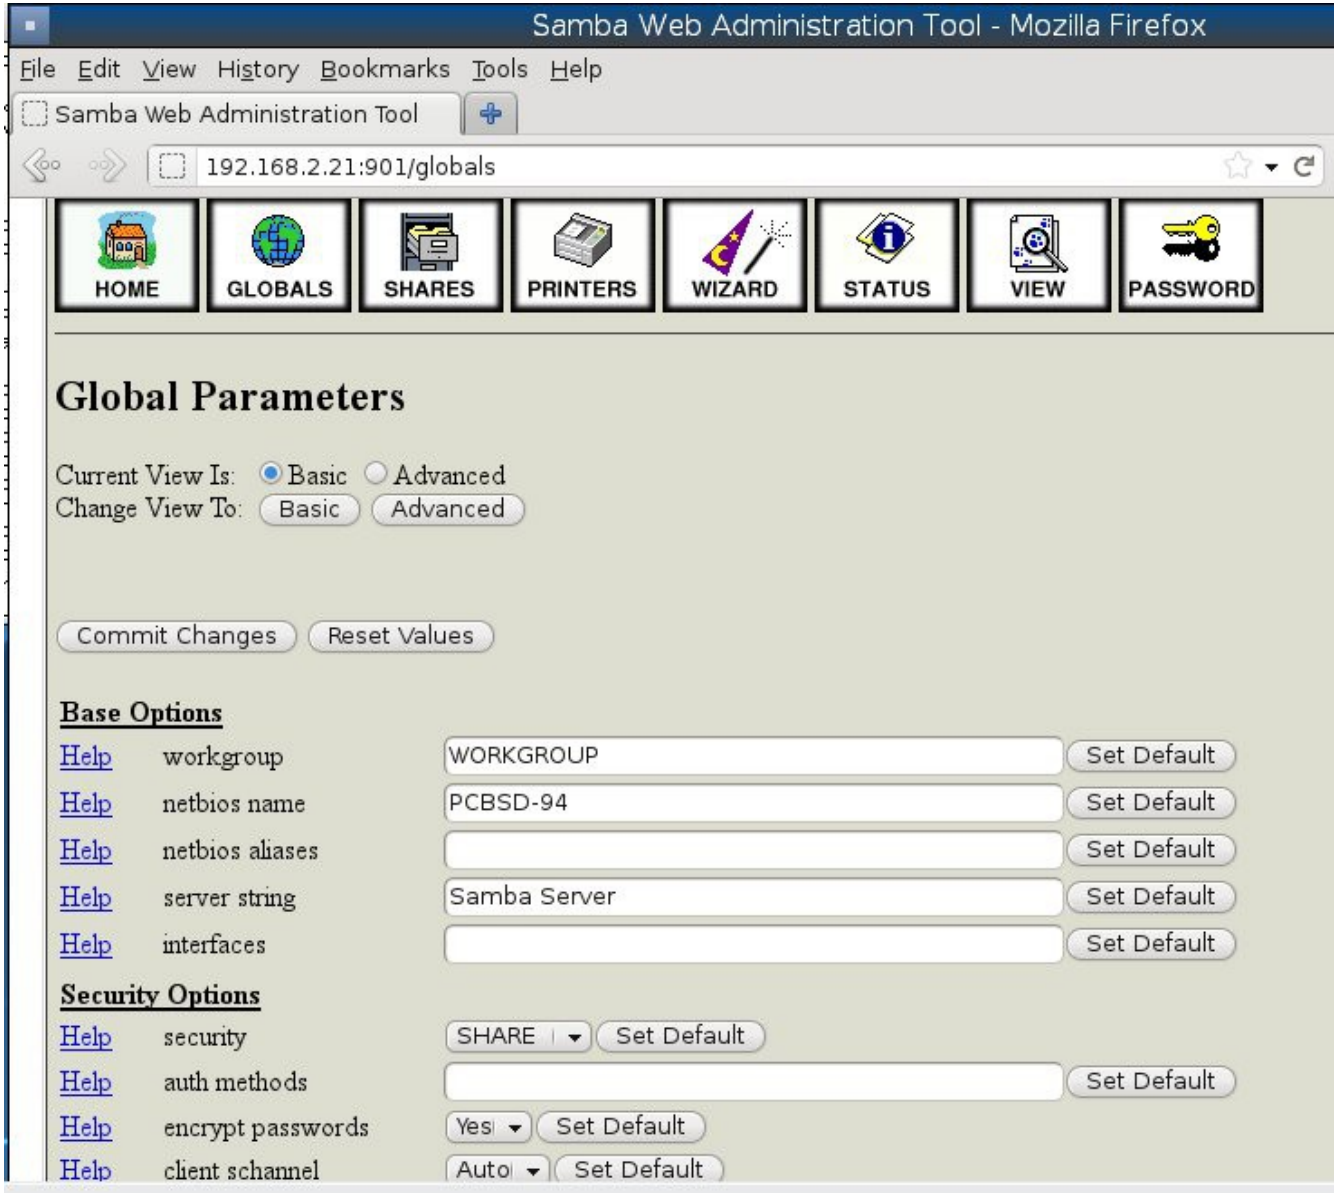 Samba Web Administration Tool - Mozilla Firefox
File Edit View History Bookmarks Tools Help
Samba Web Administration Tool
192.168.2.21:901/globals
HOME GLOBALS SHARES PRINTERS WIZARD STATUS VIEW PASSWORD
Global Parameters
Current View Is: Basic Advanced
Change View To: Basic Advanced
Commit Changes Reset Values
Base Options
Help workgroup WORKGROUP Set Default
Help netbios name PCBSD-94 Set Default
Help netbios aliases Set Default
Help server string Samba Server Set Default
Help interfaces Set Default
Security Options
Help security SHARE Set Default
Help auth methods Set Default
Help encrypt passwords Yes Set Default
Help client schannel Auto Set Default